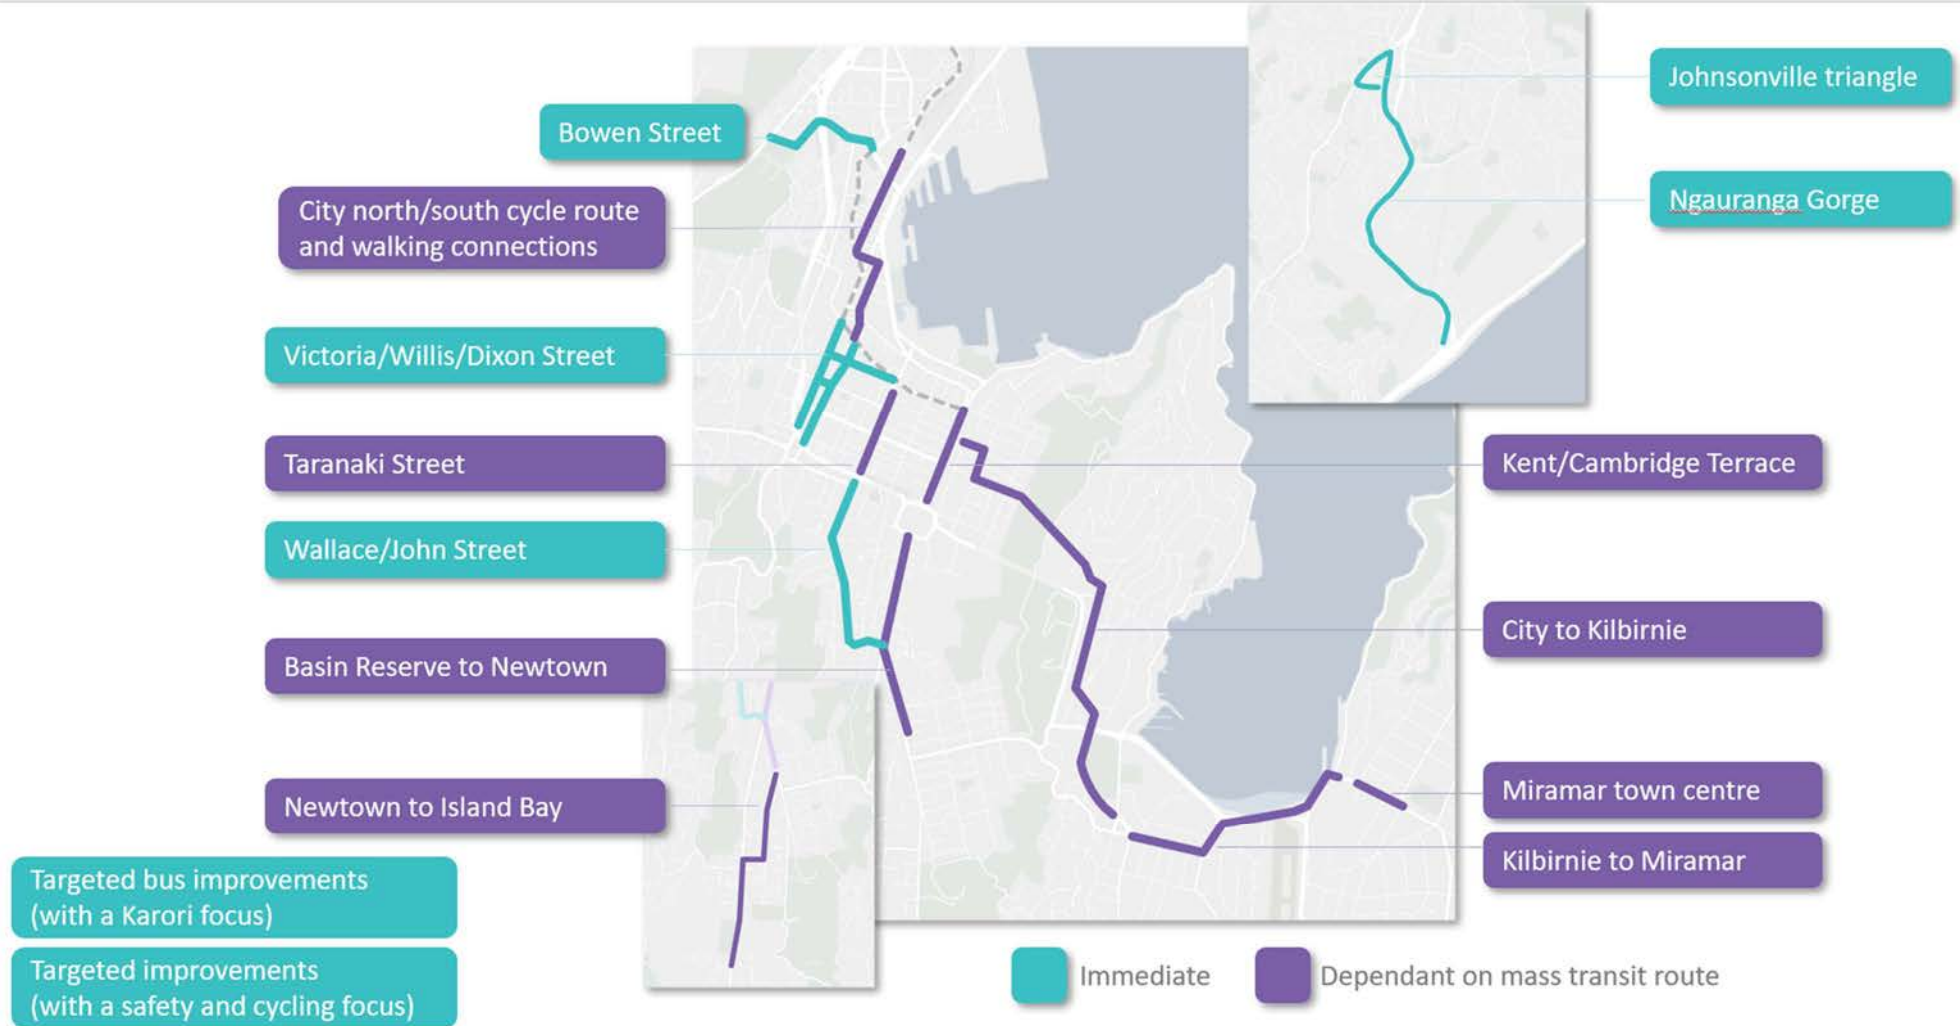 Bowen Street
City north/south cycle route
and walking connections
Victoria/Willis/Dixon Street
Taranaki Street
Wallace/John Street
Basin Reserve to Newtown
Newtown to Island Bay
Targeted bus improvements
(with a Karori focus)
Targeted improvements
(with a safety and cycling focus)
Johnsonville triangle
Ngauranga Gorge
Kent/Cambridge Terrace
City to Kilbirnie
Miramar town centre
Kilbirnie to Miramar
Immediate
Dependant on mass transit route